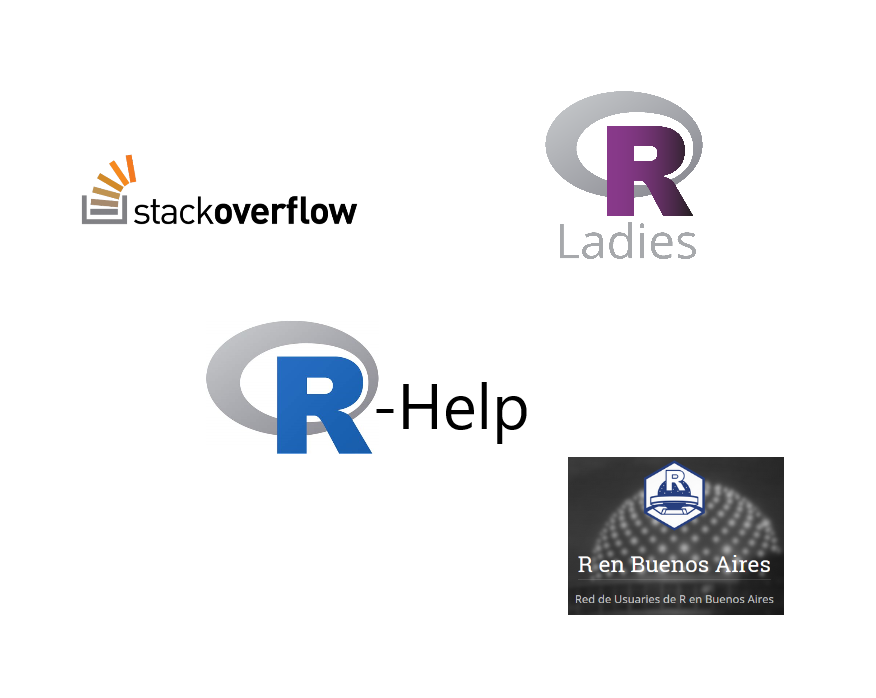 stackoverflow
R
Ladies
R-Help
R
R en Buenos Aires
Red de Usuaries de R en Buenos Aires